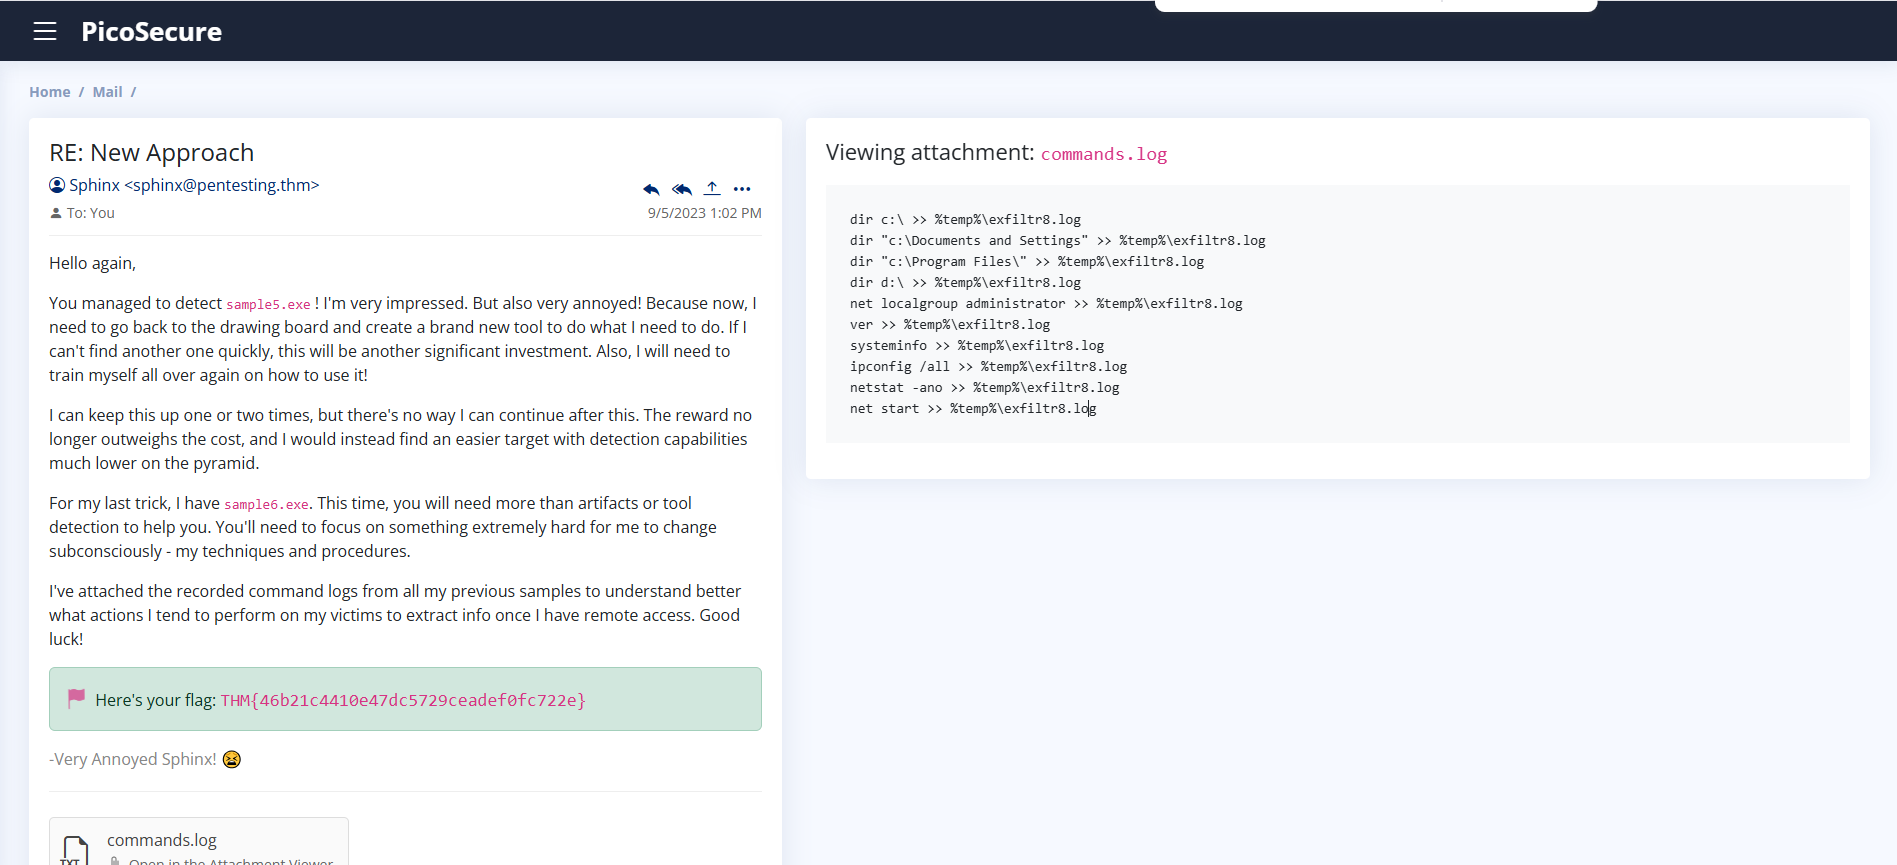 PicoSecure
Home / Mail /
RE: New Approach
Sphinx <sphinx@pentesting.thm>
To: You
9/5/2023 1:02 PM
Hello again,
You managed to detect sample5.exe ! I'm very impressed. But also very annoyed! Because now, I
need to go back to the drawing board and create a brand new tool to do what I need to do. If I
can't find another one quickly, this will be another significant investment. Also, I will need to
train myself all over again on how to use it!
I can keep this up one or two times, but there's no way I can continue after this. The reward no
longer outweighs the cost, and I would instead find an easier target with detection capabilities
much lower on the pyramid.
For my last trick, I have sample6.exe. This time, you will need more than artifacts or tool
detection to help you. You'll need to focus on something extremely hard for me to change
subconsciously - my techniques and procedures.
I've attached the recorded command logs from all my previous samples to understand better
what actions I tend to perform on my victims to extract info once I have remote access. Good
luck!
Here's your flag: THM{46b21c4410e47dc5729ceadef0fc722e}
-Very Annoyed Sphinx! 😫
commands.log
TXT
Open in the Attachment Viewer
Viewing attachment: commands.log
dir c:\ >> %temp%\exfiltr8.log
dir "c:\Documents and Settings" >> %temp%\exfiltr8.log
dir "c:\Program Files\" >> %temp%\exfiltr8.log
dir d:\ >> %temp%\exfiltr8.log
net localgroup administrator >> %temp%\exfiltr8.log
ver >> %temp%\exfiltr8.log
systeminfo >> %temp%\exfiltr8.log
ipconfig /all >> %temp%\exfiltr8.log
netstat -ano >> %temp%\exfiltr8.log
net start >> %temp%\exfiltr8.log